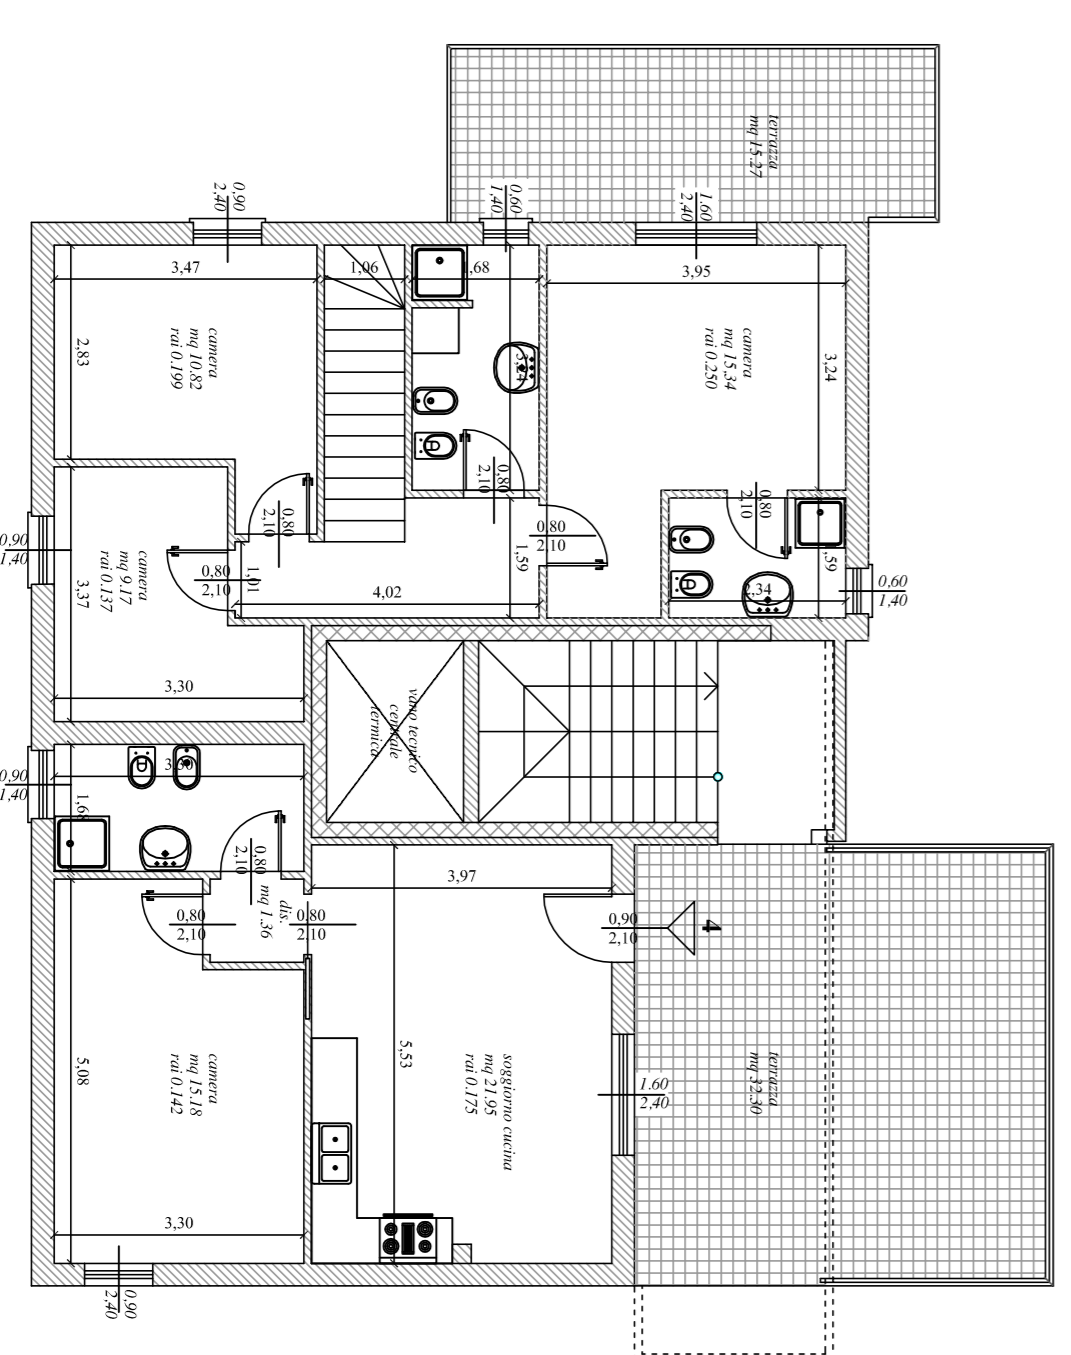 terrazza
mq 15.27
0,90
2,40
0,60
1,40
1.60
2,40
3,47
1,06
1,68
3,95
2,83
camera
mq 10.82
rai 0.199
3,24
camera
mq 15.34
rai 0.250
3,24
0,80
2,10
0,80
2,10
0,80
2,10
0,80
2,10
0,90
1,40
camera
mq 9.17
rai 0.137
3,37
0,80
2,10
1,01
4,02
1,59
1,59
2,34
0,60
1,40
3,30
vano tecnico
centrale
termica
0,90
1,40
3,30
1,68
0,80
2,10
3,97
dis.
mq 1.36
0,80
2,10
0,80
2,10
0,90
2,10
4
5,08
camera
mq 15.18
rai 0.142
5,53
soggiorno cucina
mq 21.95
rai 0.175
1.60
2,40
terrazza
mq 32.30
3,30
0,90
2,40